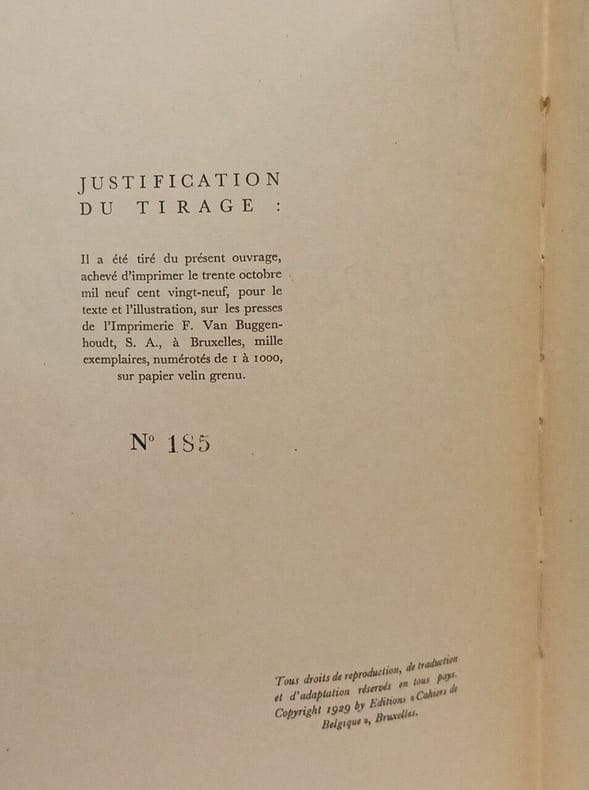 JUSTIFICATION
DU TIRAGE :
Il a été tiré du présent ouvrage,
achevé d'imprimer le trente octobre
mil neuf cent vingt-neuf, pour le
texte et l'illustration, sur les presses
de l'Imprimerie F. Van Buggen-
houdt, S. A., à Bruxelles, mille
exemplaires, numérotés de 1 à 1000,
sur papier velin grenu.
Nº 185
Tous droits de reproduction, de traduction
et d'adaptation réservés en tous pays.
Copyright 1929 by Editions « Cahiers de
Belgique », Bruxelles.